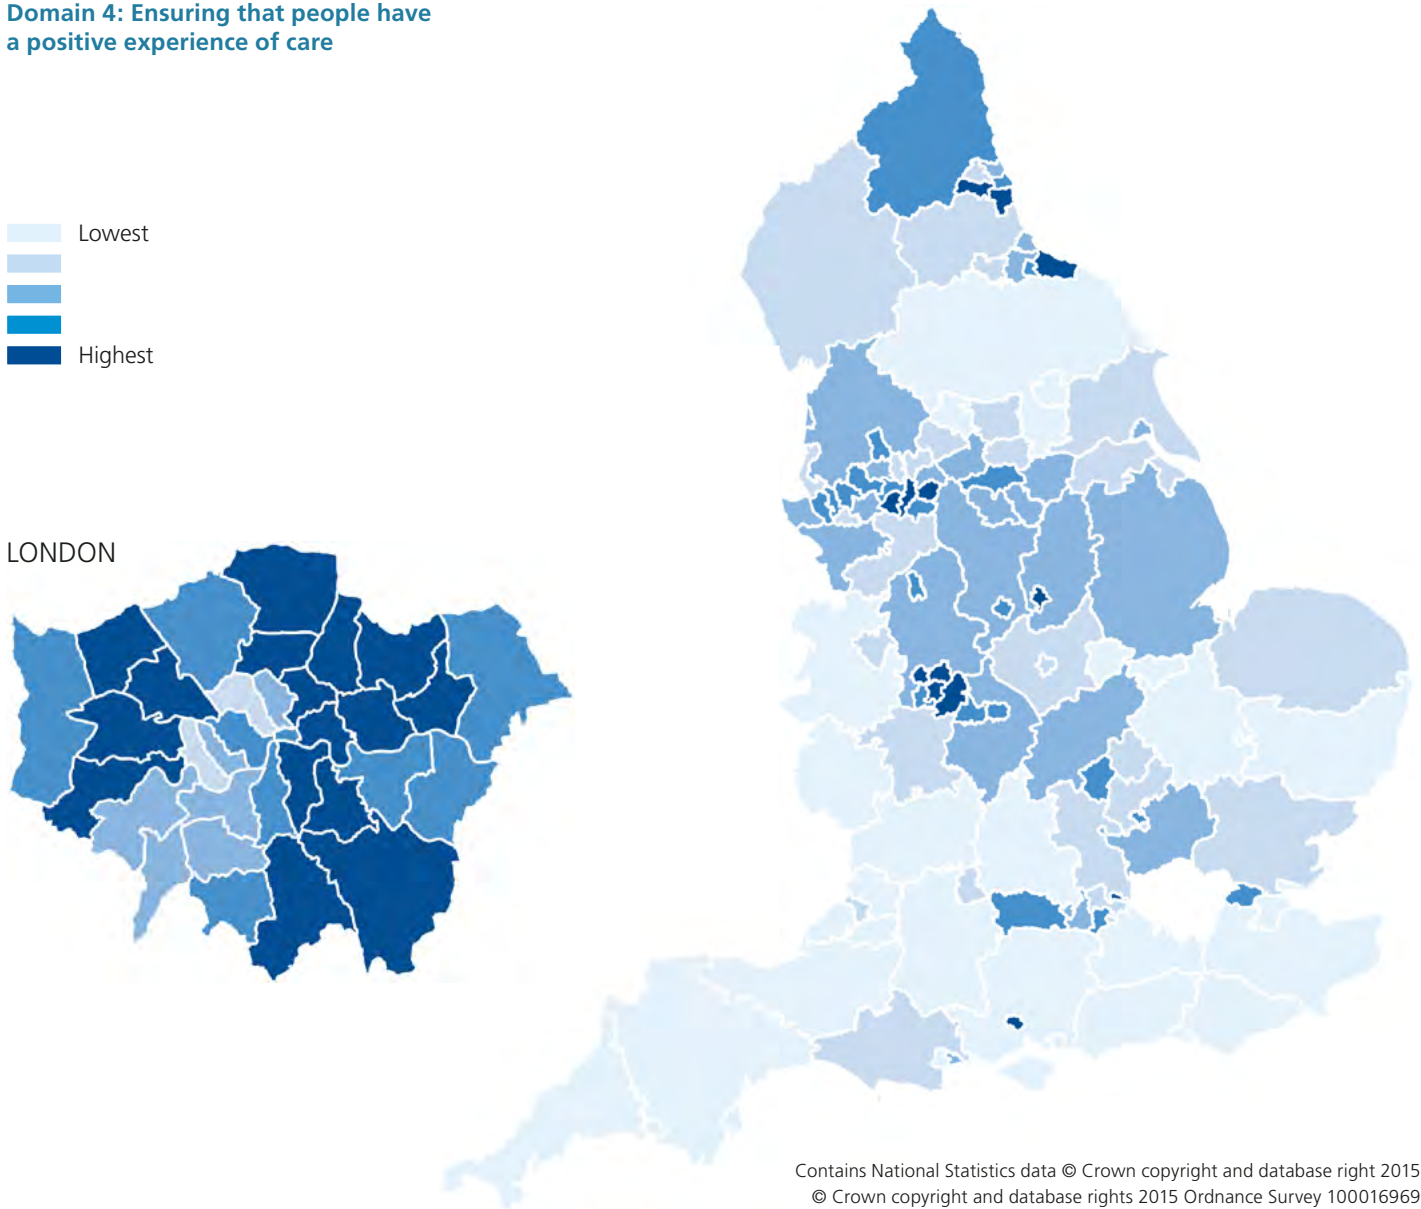 Domain 4: Ensuring that people have
a positive experience of care
Lowest
Highest
LONDON
Contains National Statistics data © Crown copyright and database right 2015
© Crown copyright and database rights 2015 Ordnance Survey 100016969